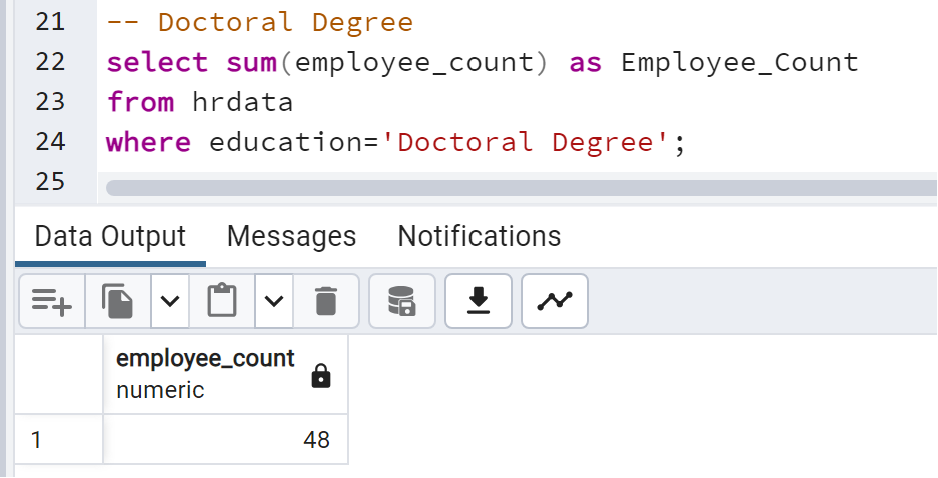 21 -- Doctoral Degree
22 select sum(employee_count) as Employee_Count
23 from hrdata
24 where education='Doctoral Degree';
25
Data Output Messages Notifications
employee_count
numeric
1 48